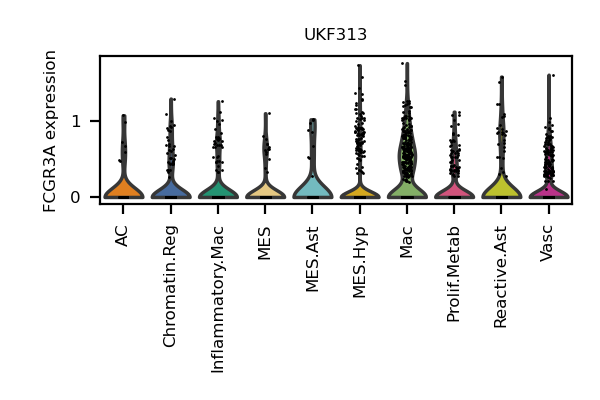 UKF313
FCGR3A expression
1
0
AC
Chromatin.Reg
Inflammatory.Mac
MES
MES.Ast
MES.Hyp
Mac
Prolif.Metab
Reactive.Ast
Vasc